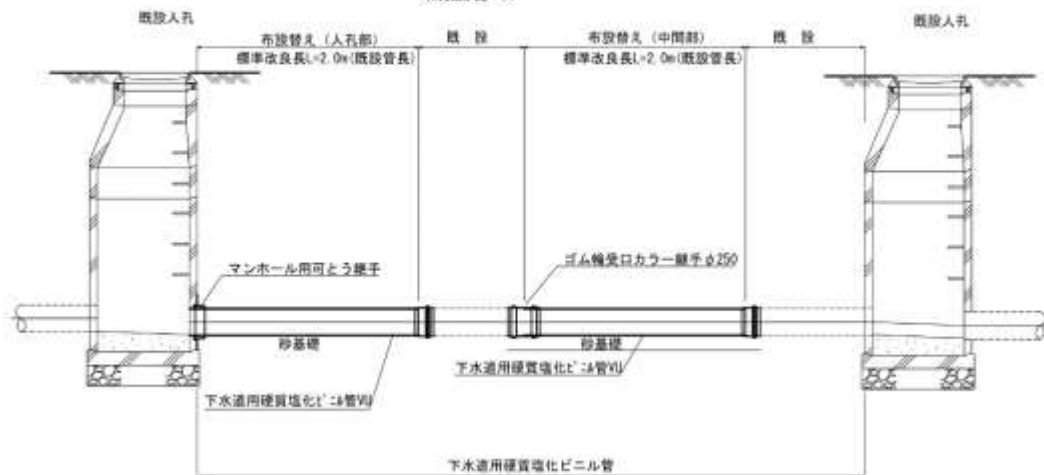 既設人孔
既設人孔
布設替え（人孔部）
既 設
布設替え（中間部）
既 設
標準改良長L=2.0m(既設管長)
標準改良長L=2.0m(既設管長)
マンホール用可とう継手
ゴム輪受口カラー継手φ250
砂基礎
砂基礎
下水道用硬質塩化ﾋﾞﾆﾙ管VU
下水道用硬質塩化ﾋﾞﾆﾙ管VU
下水道用硬質塩化ビニル管